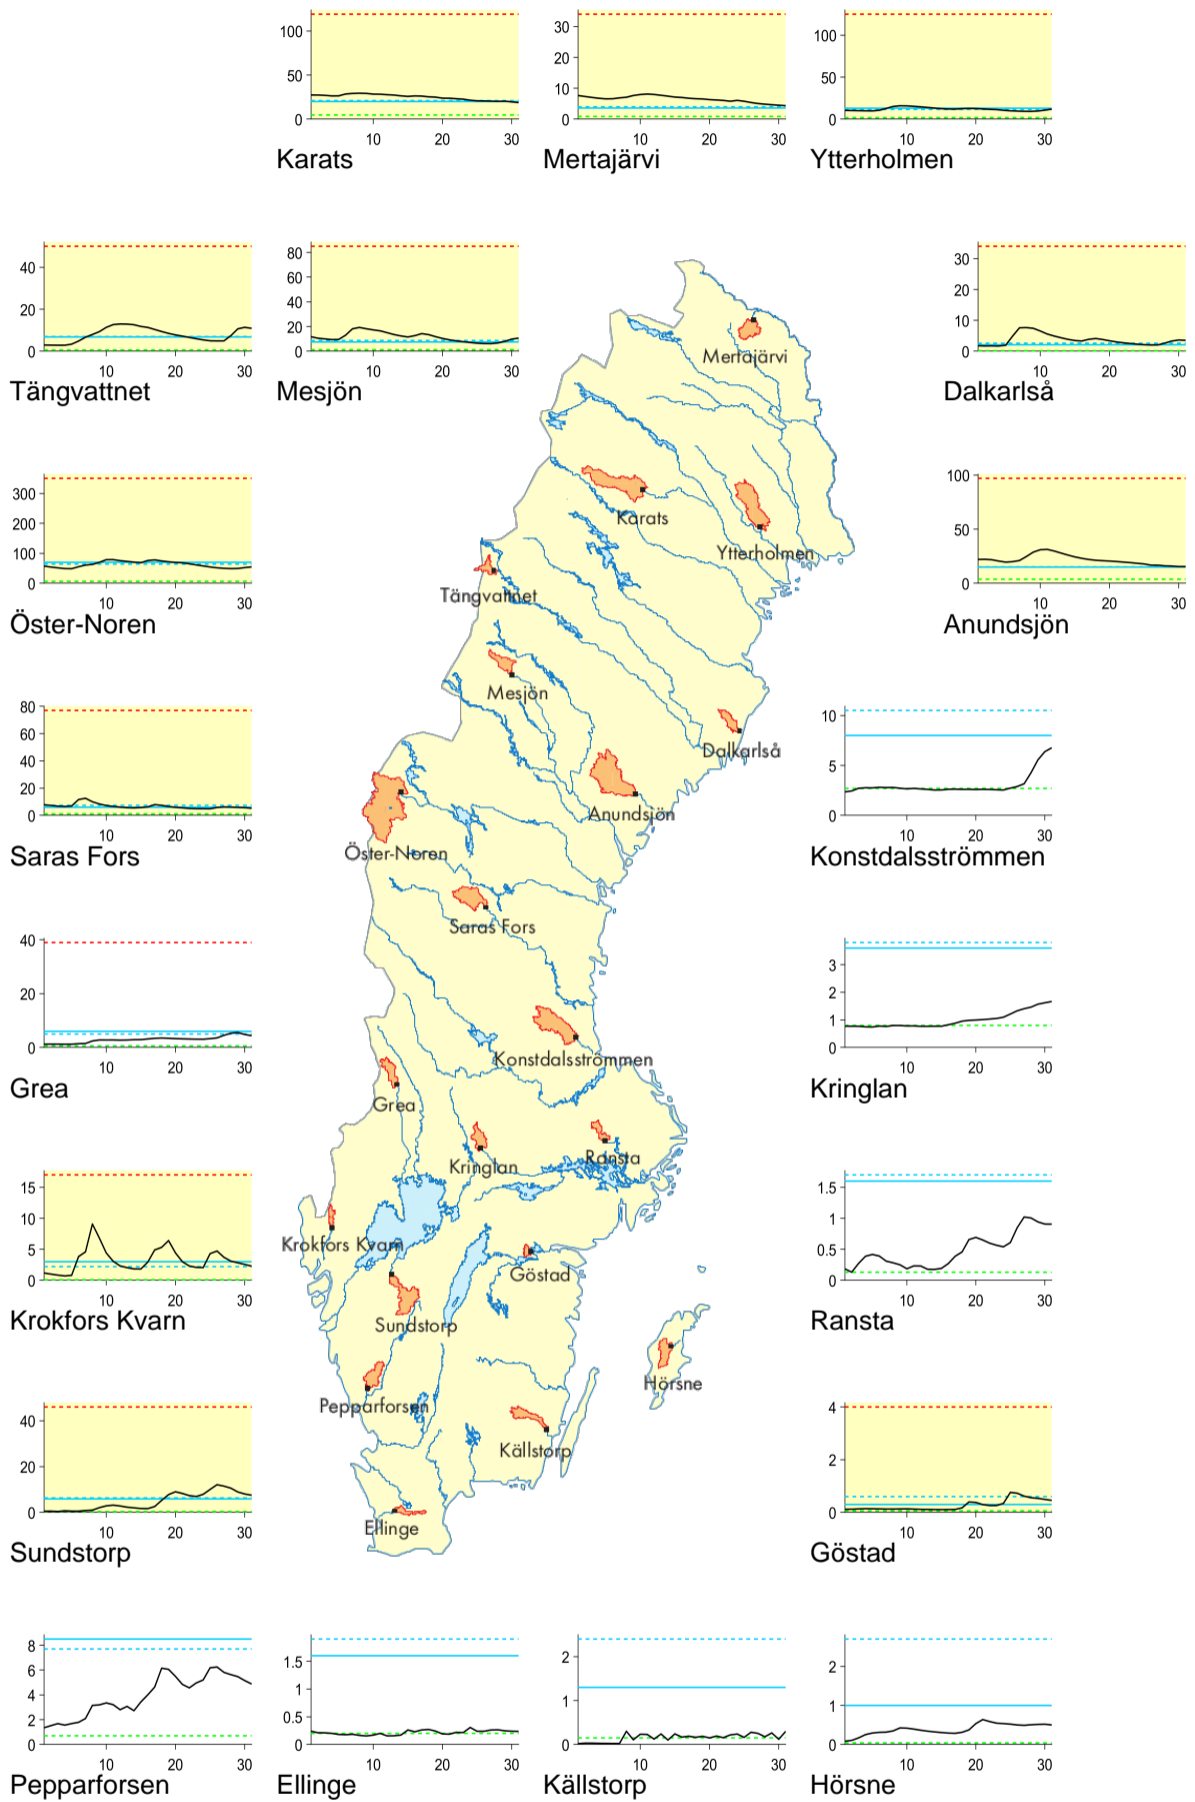 100
50
0
10 20 30
Karats
30
20
10
0
10 20 30
Mertajärvi
100
50
0
10 20 30
Ytterholmen
40
20
0
10 20 30
Tängvattnet
80
60
40
20
0
10 20 30
Mesjön
30
20
10
0
10 20 30
Dalkarlså
300
200
100
0
10 20 30
Öster-Noren
100
50
0
10 20 30
Anundsjön
80
60
40
20
0
10 20 30
Saras Fors
10
5
0
10 20 30
Konstdalsströmmen
40
20
0
10 20 30
Grea
3
2
1
0
10 20 30
Kringlan
15
10
5
0
10 20 30
Krokfors Kvarn
1.5
1
0.5
0
10 20 30
Ransta
40
20
0
10 20 30
Sundstorp
4
2
0
10 20 30
Göstad
8
6
4
2
0
10 20 30
Pepparforsen
1.5
1
0.5
0
10 20 30
Ellinge
2
1
0
10 20 30
Källstorp
2
1
0
10 20 30
Hörsne
Mertajärvi
Karats
Ytterholmen
Tängvattnet
Mesjön
Dalkarlså
Anundsjön
Öster-Noren
Saras Fors
Konstdalsströmmen
Grea
Kringlan
Ransta
Krokfors Kvarn
Göstad
Sundstorp
Hörsne
Pepparforsen
Källstorp
Ellinge